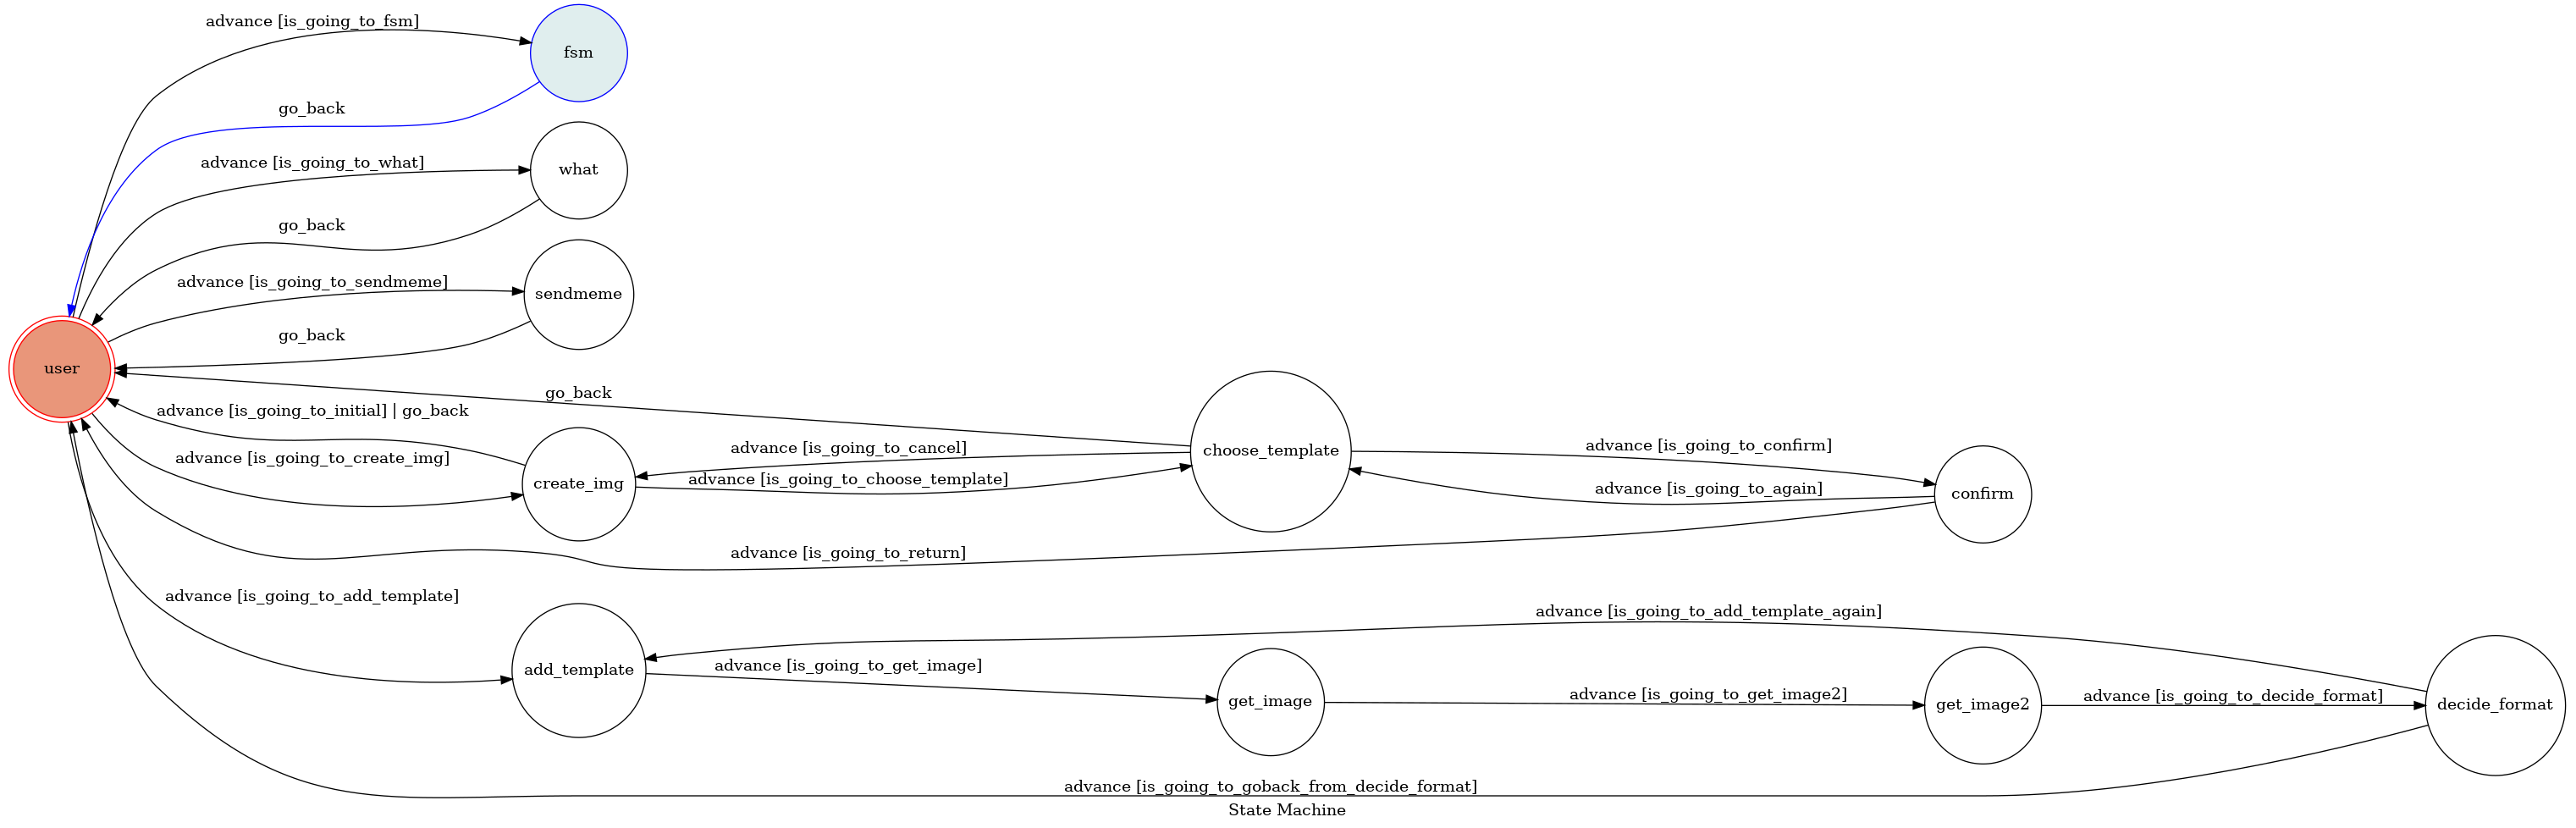 advance [is_going_to_fsm]
fsm
go_back
advance [is_going_to_what]
what
go_back
advance [is_going_to_sendmeme]
sendmeme
go_back
user
go_back
advance [is_going_to_initial] | go_back
advance [is_going_to_create_img]
create_img
advance [is_going_to_cancel]
advance [is_going_to_choose_template]
choose_template
advance [is_going_to_confirm]
advance [is_going_to_again]
confirm
advance [is_going_to_return]
advance [is_going_to_add_template]
advance [is_going_to_add_template_again]
add_template
advance [is_going_to_get_image]
get_image
advance [is_going_to_get_image2]
get_image2
advance [is_going_to_decide_format]
decide_format
advance [is_going_to_goback_from_decide_format]
State Machine